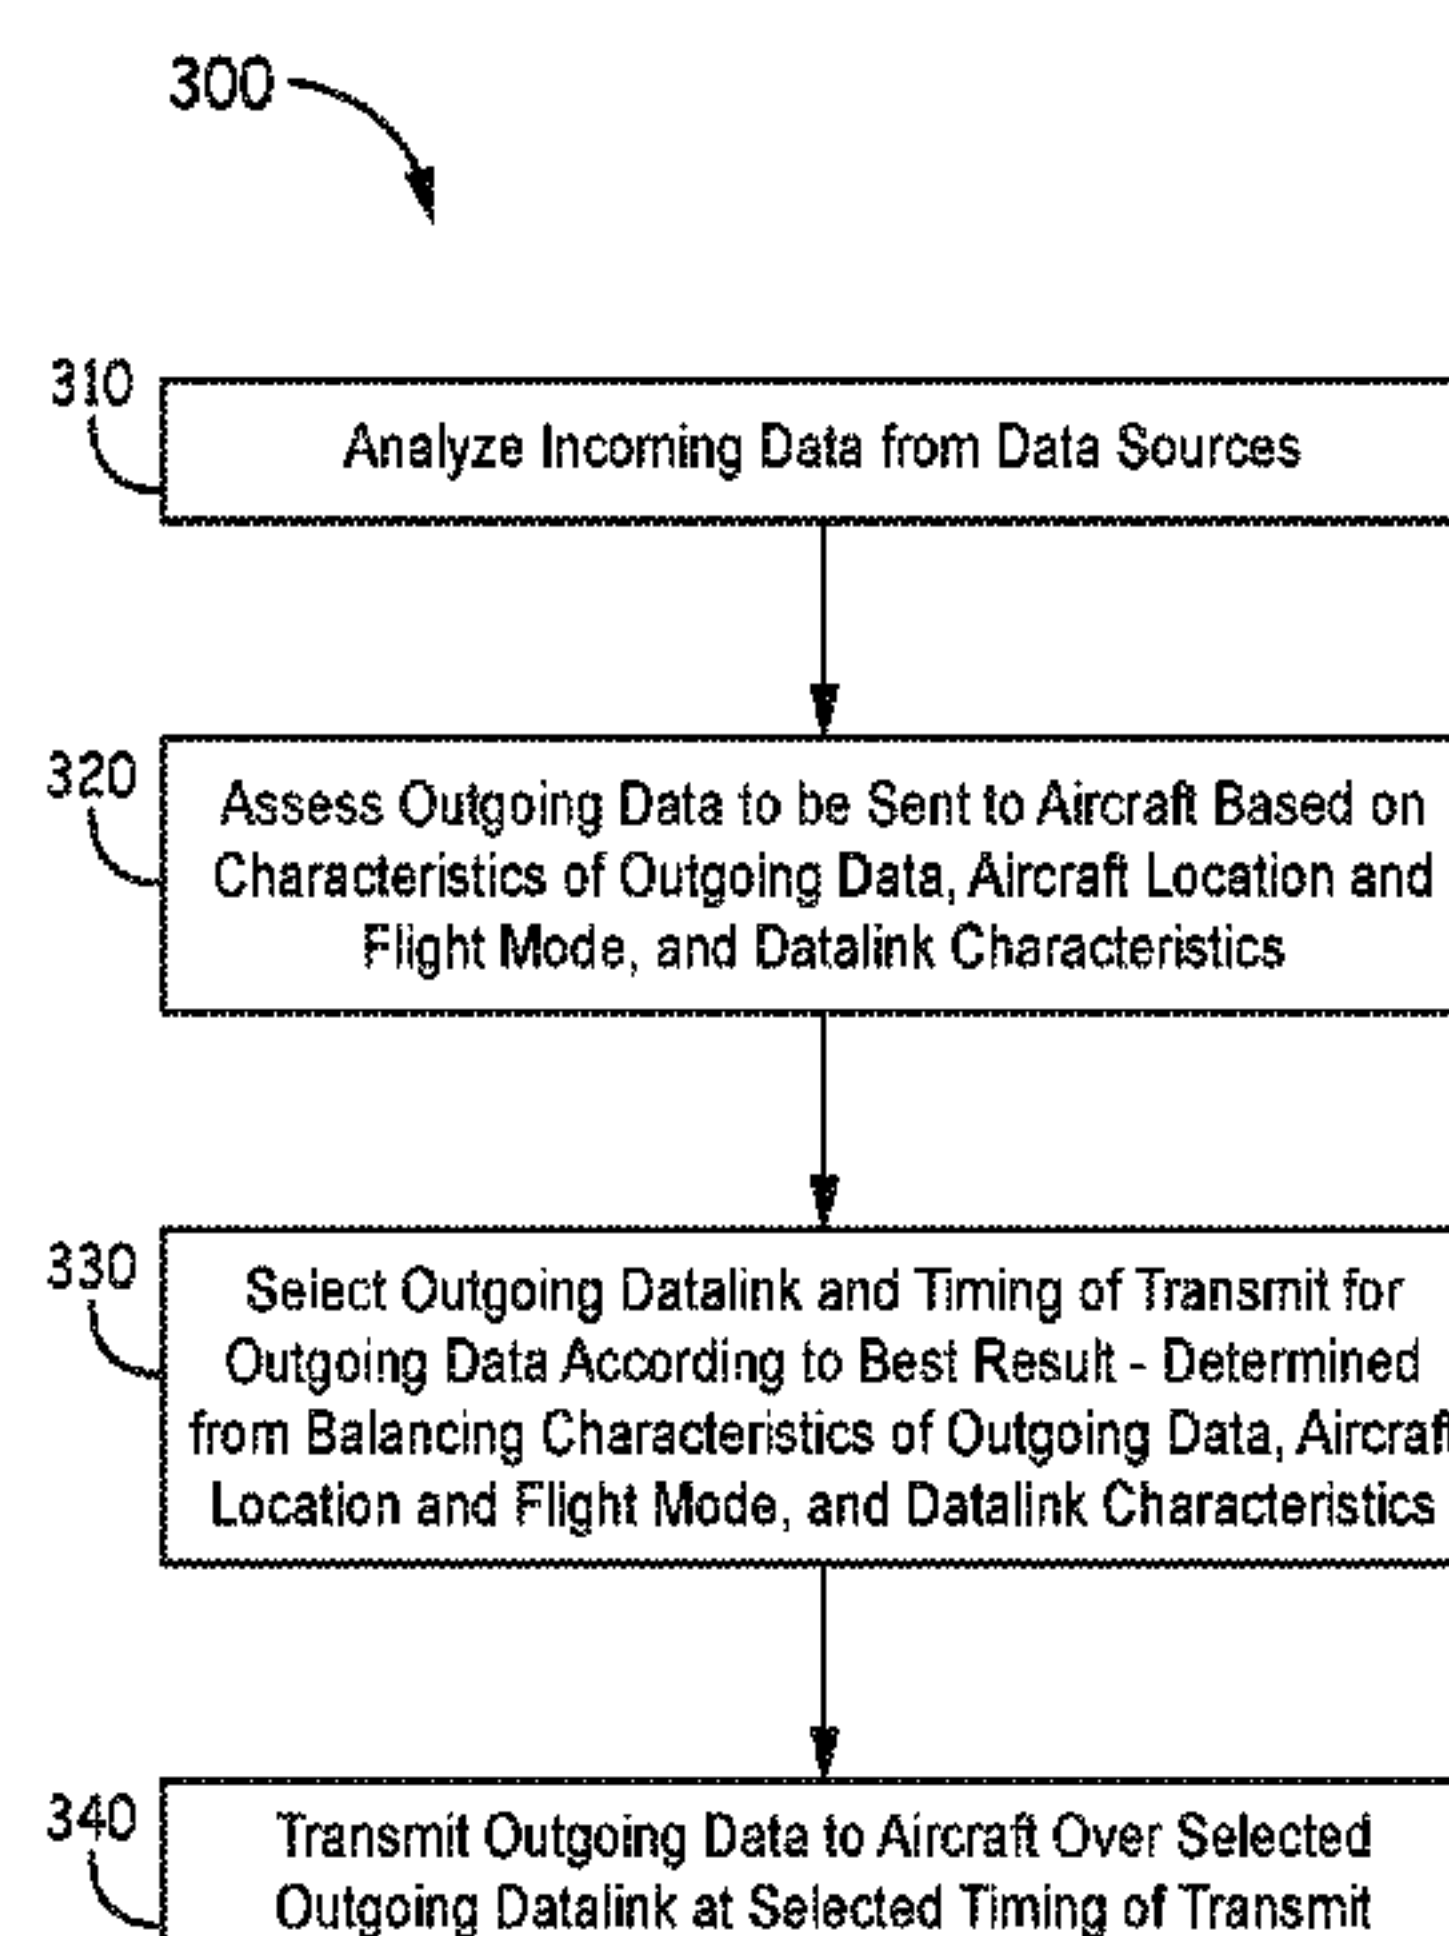 300
310
Analyze Incoming Data from Data Sources
320
Assess Outgoing Data to be Sent to Aircraft Based on
Characteristics of Outgoing Data, Aircraft Location and
Flight Mode, and Datalink Characteristics
330
Select Outgoing Datalink and Timing of Transmit for
Outgoing Data According to Best Result - Determined
from Balancing Characteristics of Outgoing Data, Aircraft
Location and Flight Mode, and Datalink Characteristics
340
Transmit Outgoing Data to Aircraft Over Selected
Outgoing Datalink at Selected Timing of Transmit